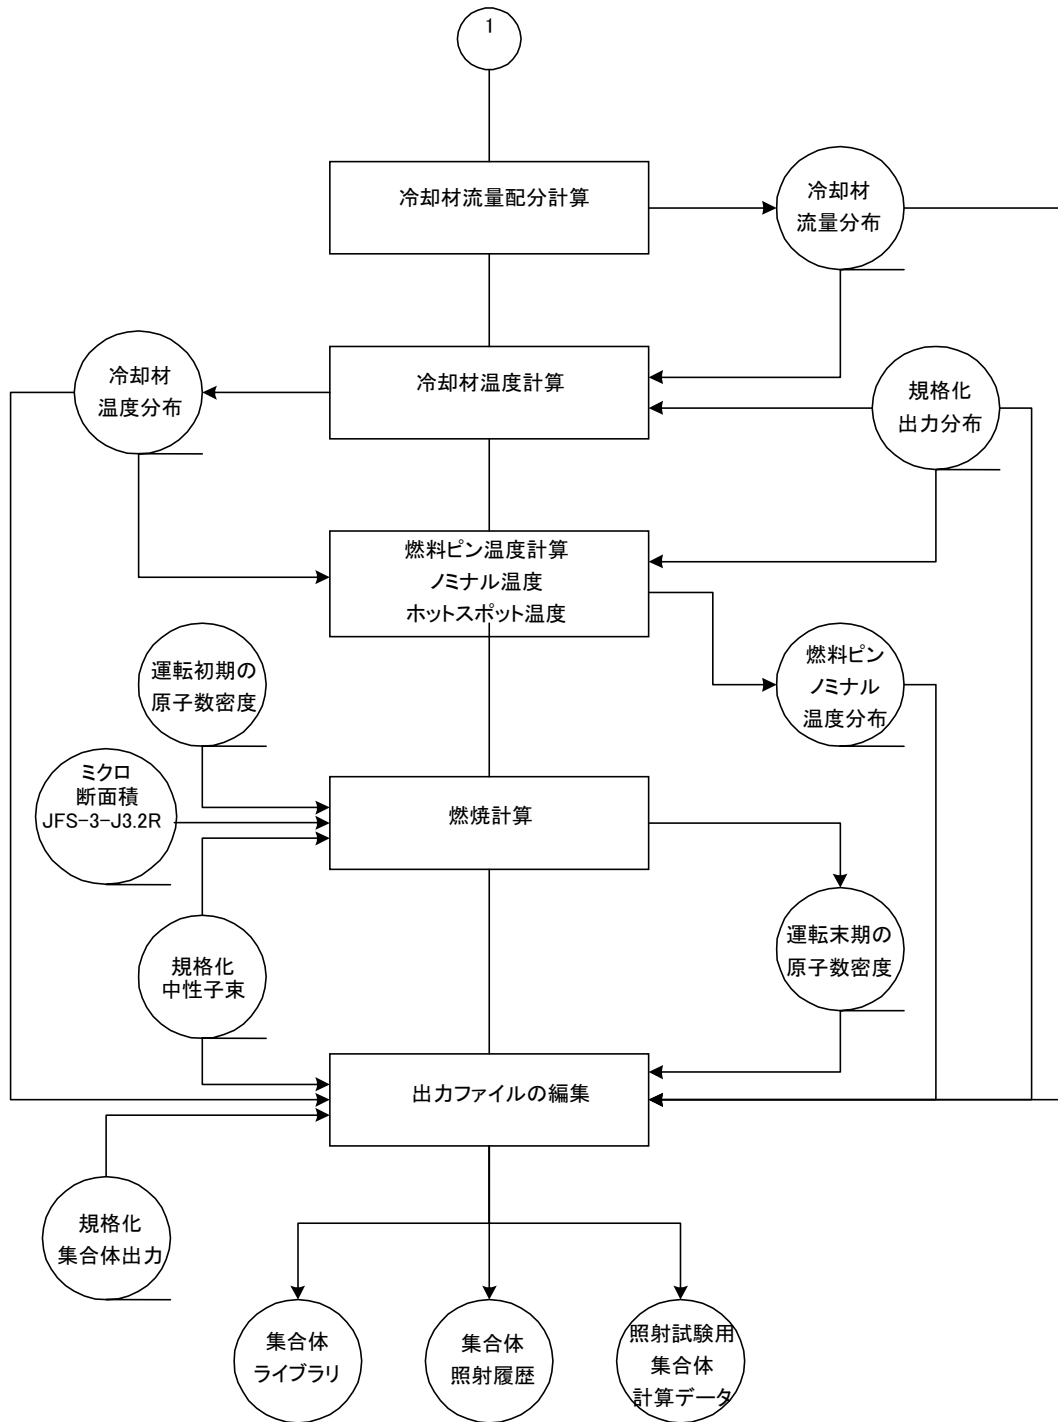 1
冷却材流量配分計算
冷却材
流量分布
冷却材
温度分布
冷却材温度計算
規格化
出力分布
燃料ピン温度計算
ノミナル温度
ホットスポット温度
運転初期の
原子数密度
燃料ピン
ノミナル
温度分布
ミクロ
断面積
JFS-3-J3.2R
燃焼計算
規格化
中性子束
運転末期の
原子数密度
出力ファイルの編集
規格化
集合体出力
集合体
ライブラリ
集合体
照射履歴
照射試験用
集合体
計算データ